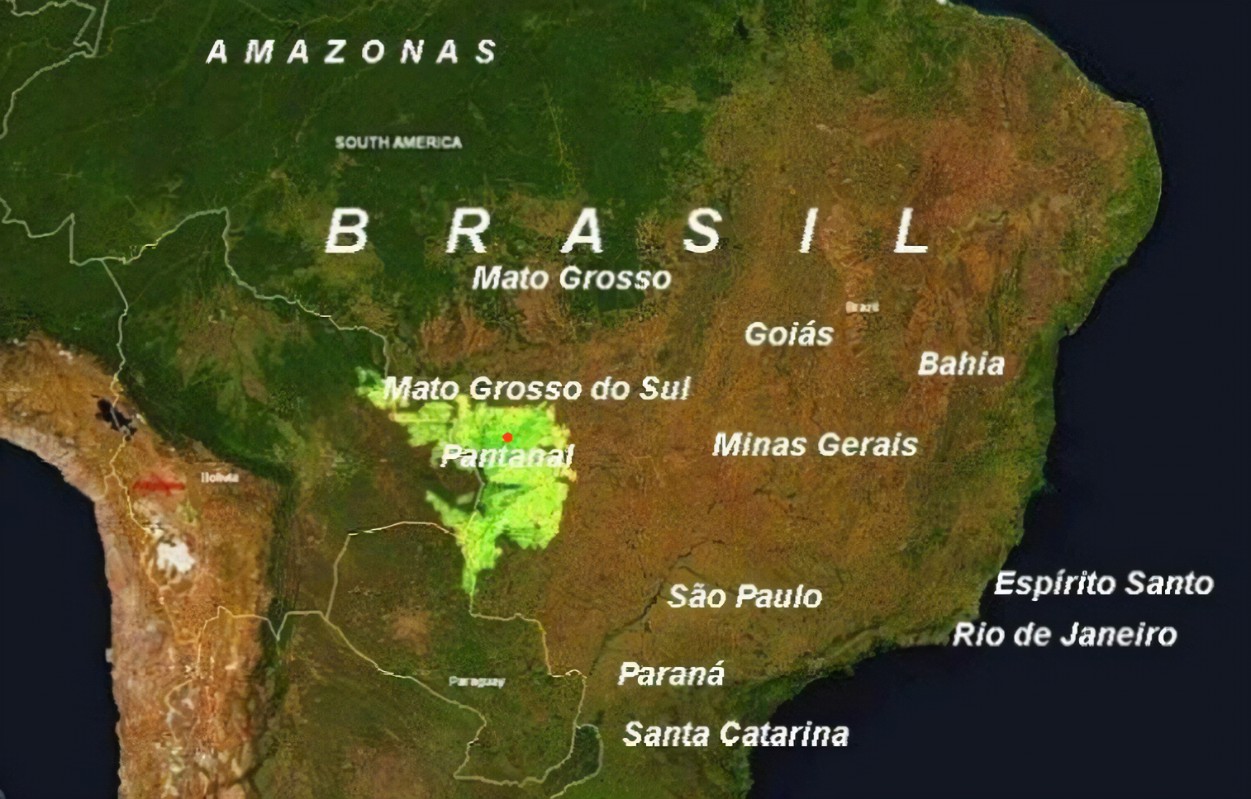 AMAZONAS
SOUTH AMERICA
BRASIL
Mato Grosso
Brazil
Goiás
Bahia
Mato Grosso do Sul
Minas Gerais
Pantanal
Bolivia
Espírito Santo
São Paulo
Rio de Janeiro
Paraná
Paraguay
Santa Catarina